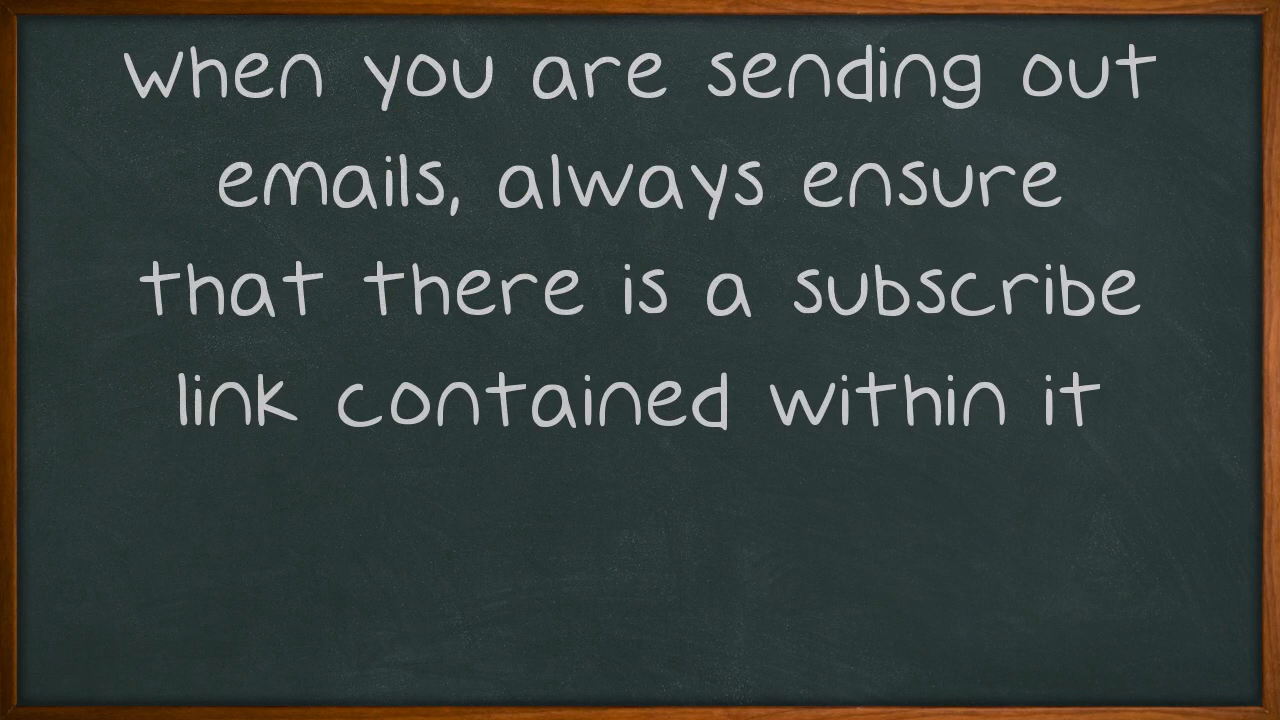 when you are sending out
emails, always ensure
that there is a subscribe
link contained within it